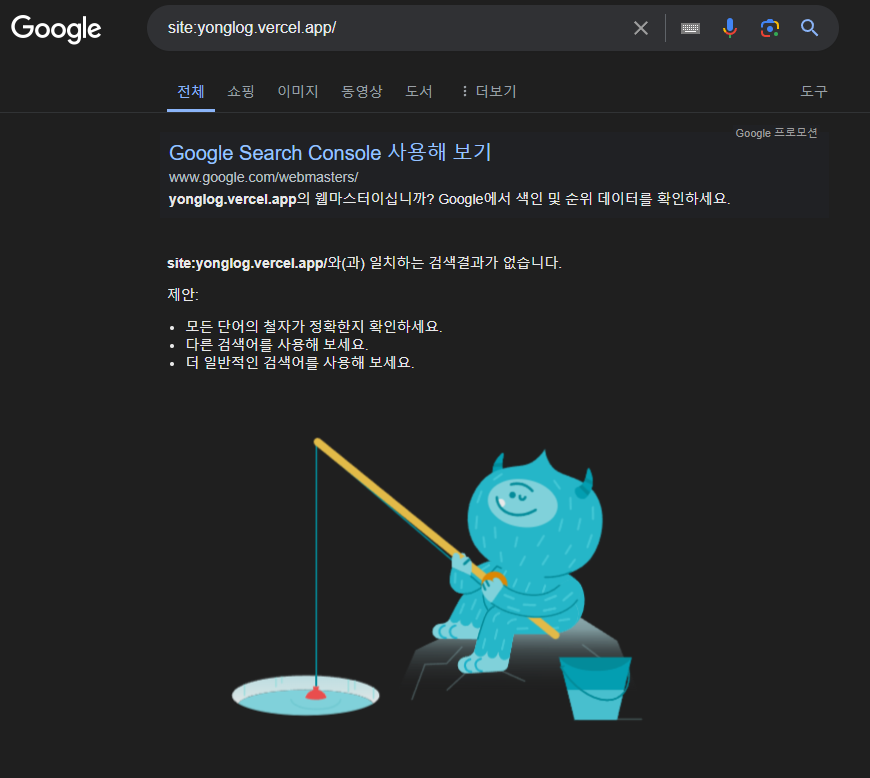 Google
site:yonglog.vercel.app/
전체 쇼핑 이미지 동영상 도서 더보기 도구
Google 프로모션
Google Search Console 사용해 보기
www.google.com/webmasters/
yonglog.vercel.app의 웹마스터이십니까? Google에서 색인 및 순위 데이터를 확인하세요.
site:yonglog.vercel.app/와(과) 일치하는 검색결과가 없습니다.
제안:
• 모든 단어의 철자가 정확한지 확인하세요.
• 다른 검색어를 사용해 보세요.
• 더 일반적인 검색어를 사용해 보세요.